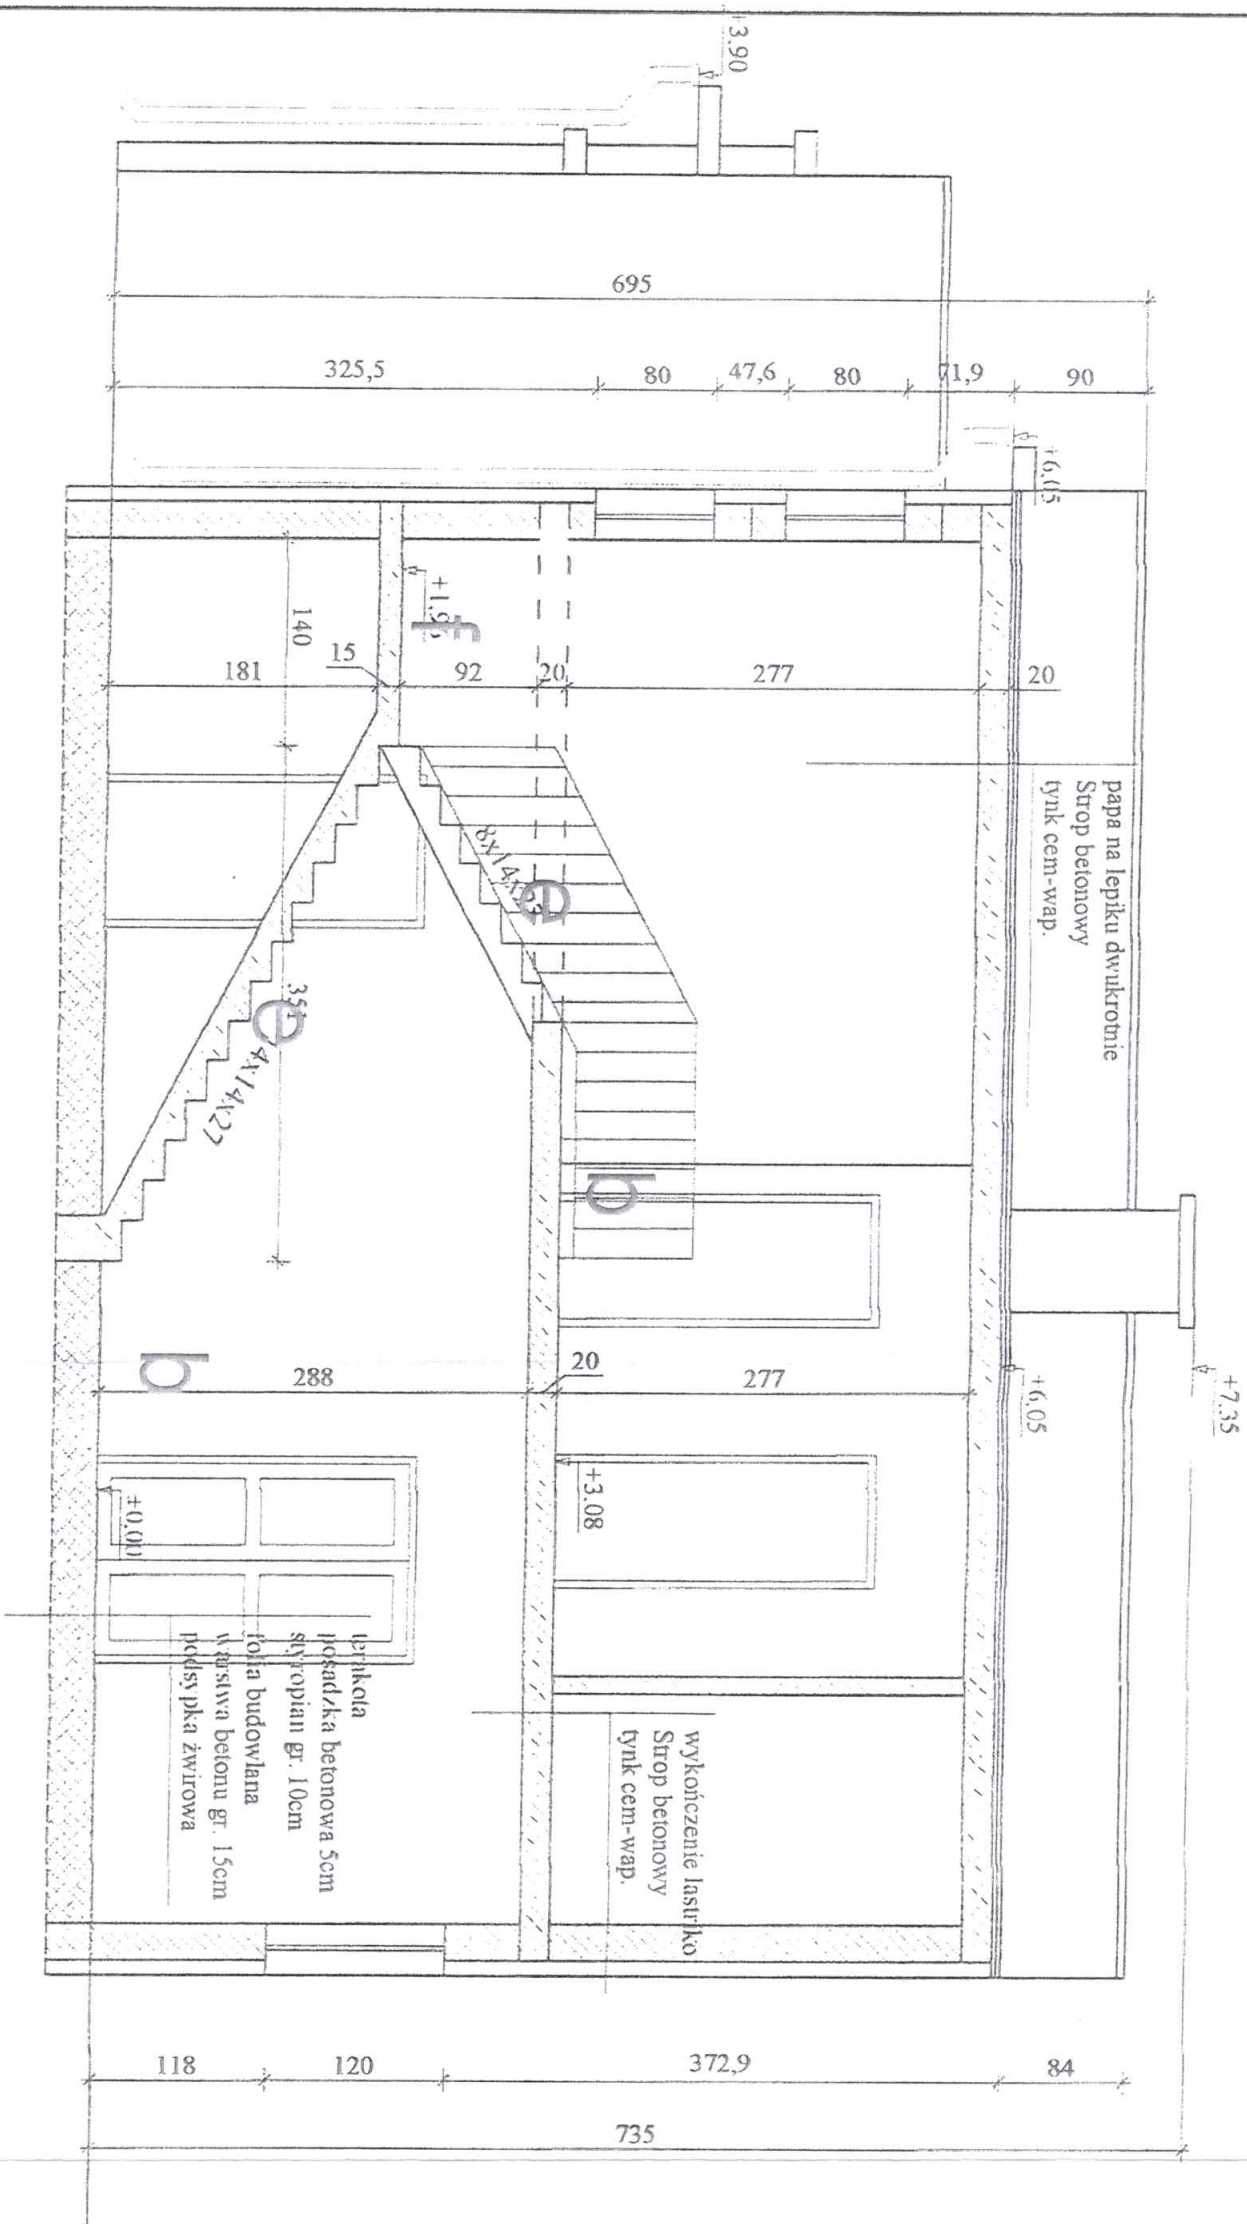 +3.90
695
325,5
80
47,6
80
71,9
90
+6,05
140
181
15
92
20
277
20
papa na lepiku dwukrotnie
Strop betonowy
tynk cem-wap.
f
e
e
b
b
288
20
277
+6,05
+7.35
+3.08
±0,00
terakota
posadzka betonowa 5cm
styropian gr. 10cm
folia budowlana
warstwa betonu gr. 15cm
podsypka żwirowa
wykończenie lastriko
Strop betonowy
tynk cem-wap.
118
120
372,9
84
735